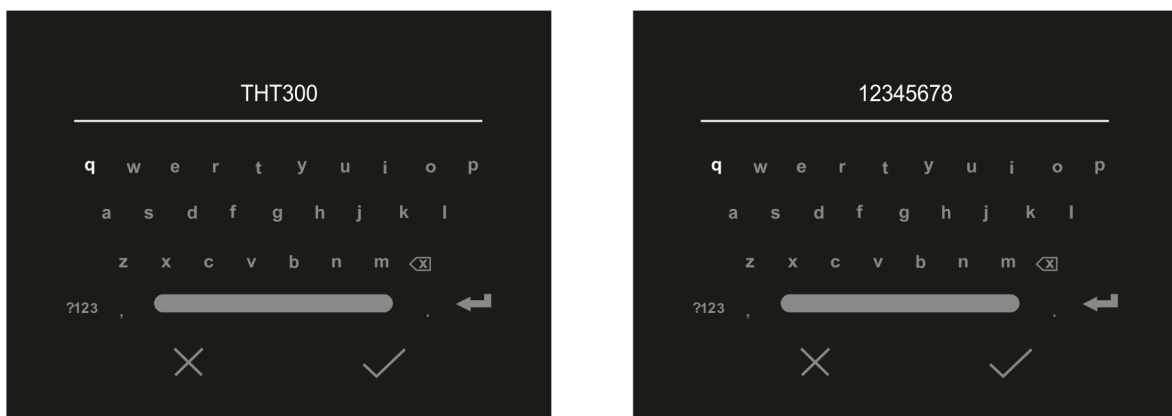 THT300
q w e r t y u i o p
a s d f g h j k l
z x c v b n m x
?123 , .
12345678
q w e r t y u i o p
a s d f g h j k l
z x c v b n m x
?123 , .